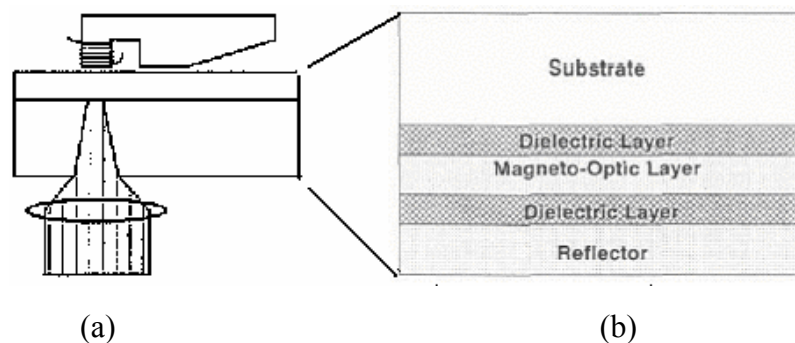 Substrate
Dielectric Layer
Magneto-Optic Layer
Dielectric Layer
Reflector
(a)
(b)